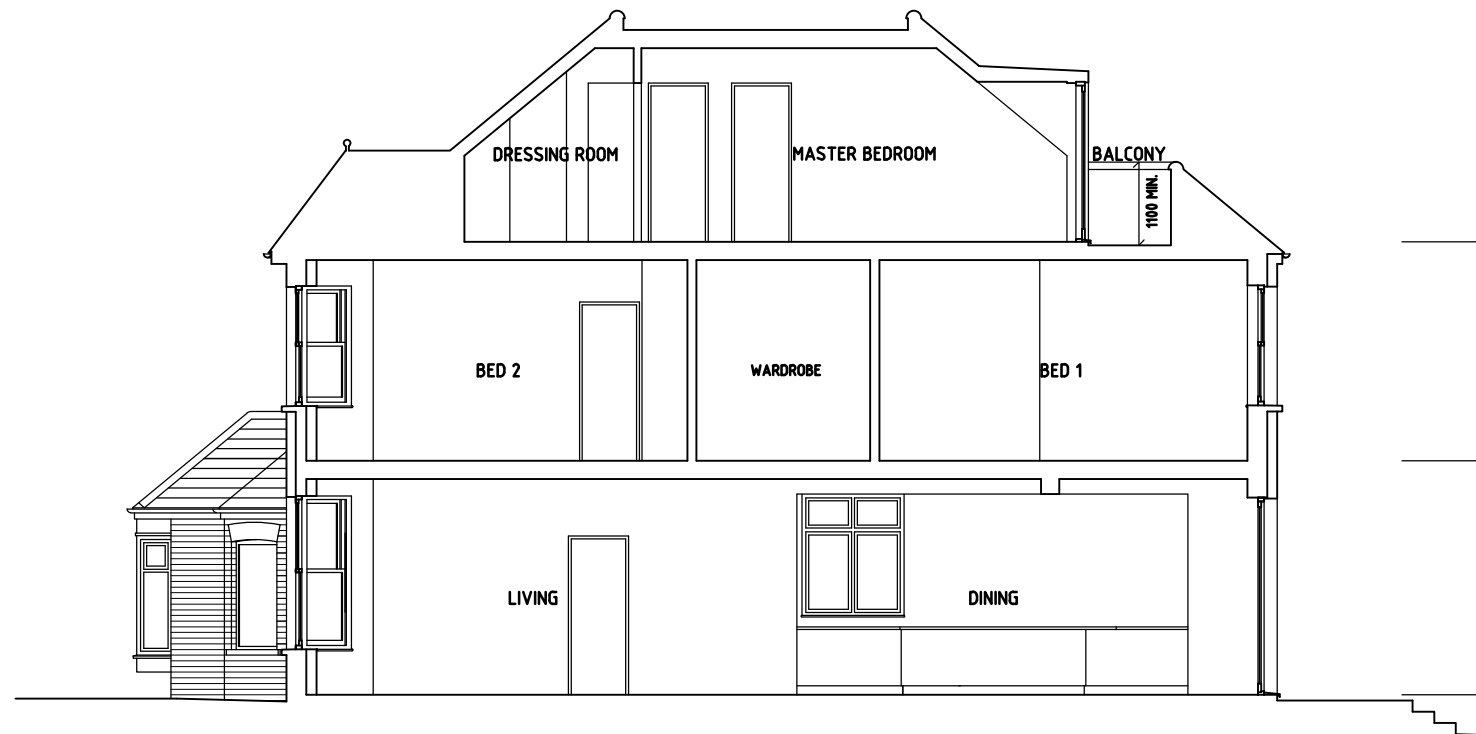 DRESSING ROOM
MASTER BEDROOM
BALCONY
1100 MIN.
BED 2
WARDROBE
BED 1
LIVING
DINING